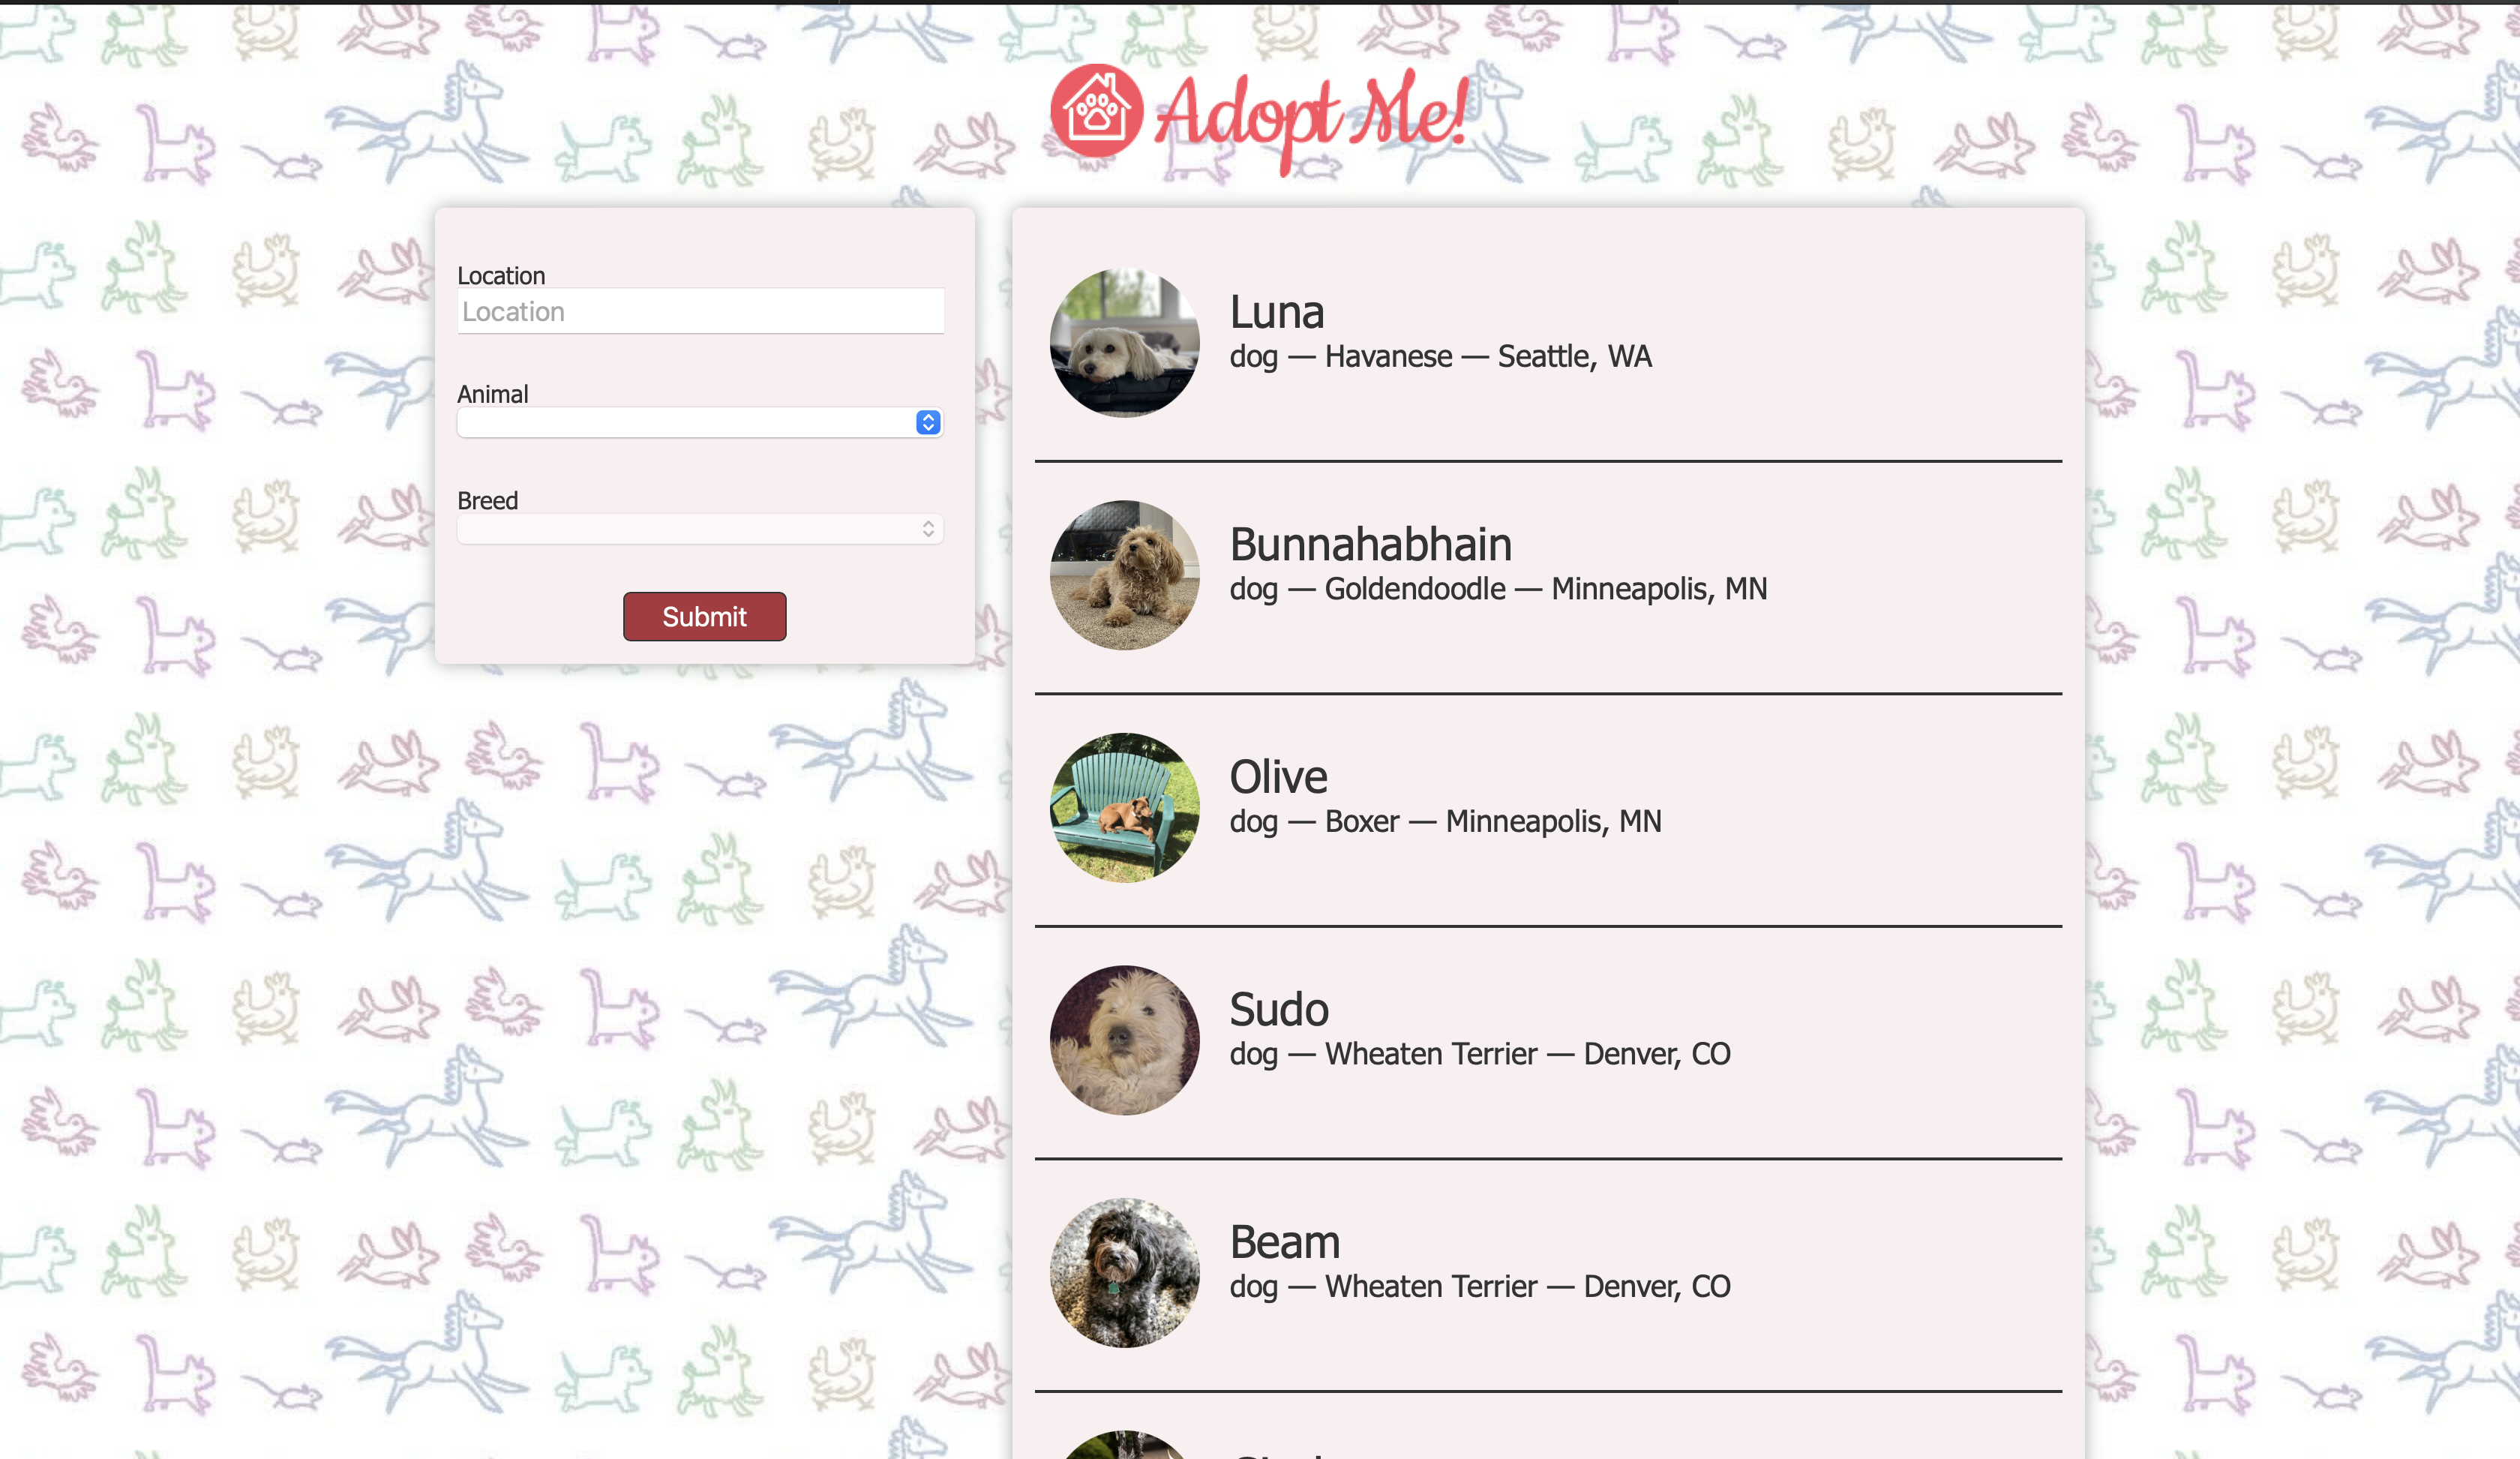 Adopt Me!
Location
Location
Animal
Breed
Submit
Luna
dog — Havanese — Seattle, WA
Bunnahabhain
dog — Goldendoodle — Minneapolis, MN
Olive
dog — Boxer — Minneapolis, MN
Sudo
dog — Wheaten Terrier — Denver, CO
Beam
dog — Wheaten Terrier — Denver, CO